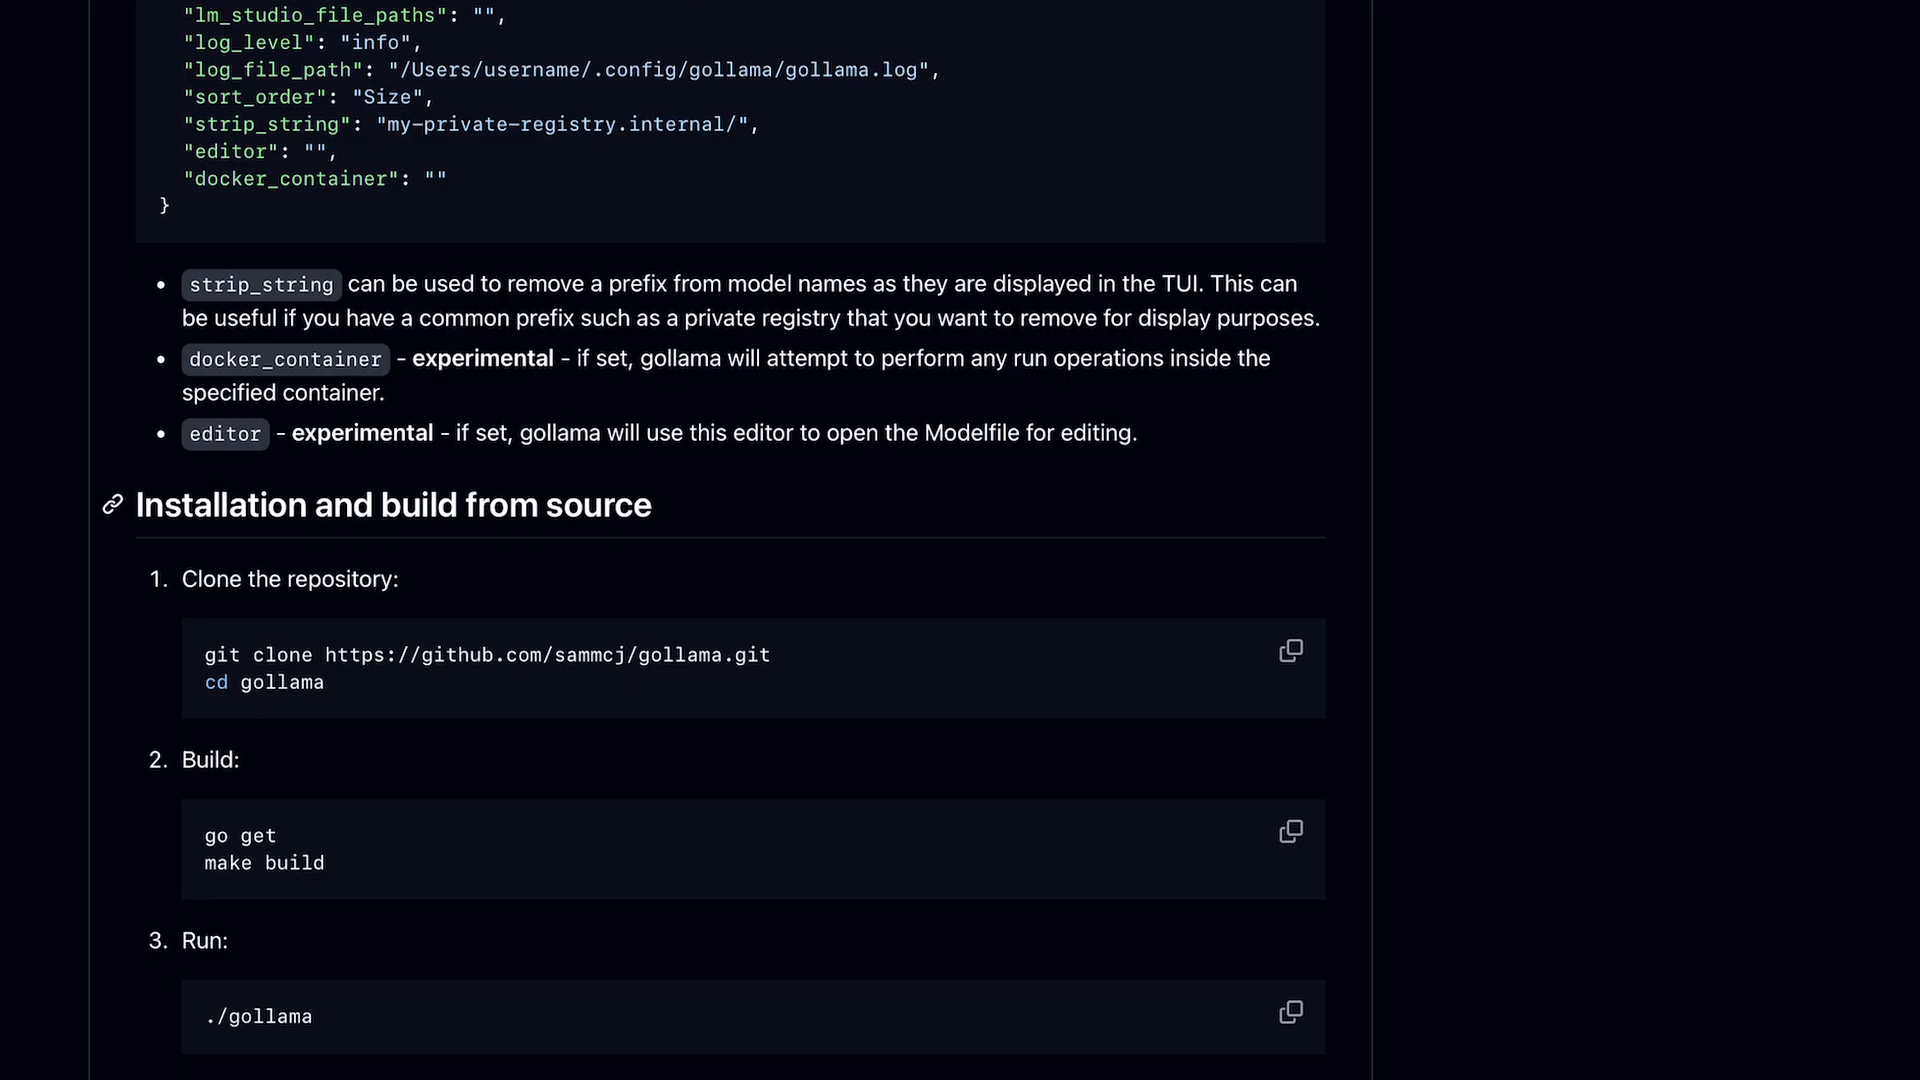 "lm_studio_file_paths": "",
"log_level": "info",
"log_file_path": "/Users/username/.config/gollama/gollama.log",
"sort_order": "Size",
"strip_string": "my-private-registry.internal/",
"editor": "",
"docker_container": ""
}
• strip_string can be used to remove a prefix from model names as they are displayed in the TUI. This can
be useful if you have a common prefix such as a private registry that you want to remove for display purposes.
• docker_container - experimental - if set, gollama will attempt to perform any run operations inside the
specified container.
• editor - experimental - if set, gollama will use this editor to open the Modelfile for editing.
Installation and build from source
1. Clone the repository:
git clone https://github.com/sammcj/gollama.git
cd gollama
2. Build:
go get
make build
3. Run:
./gollama